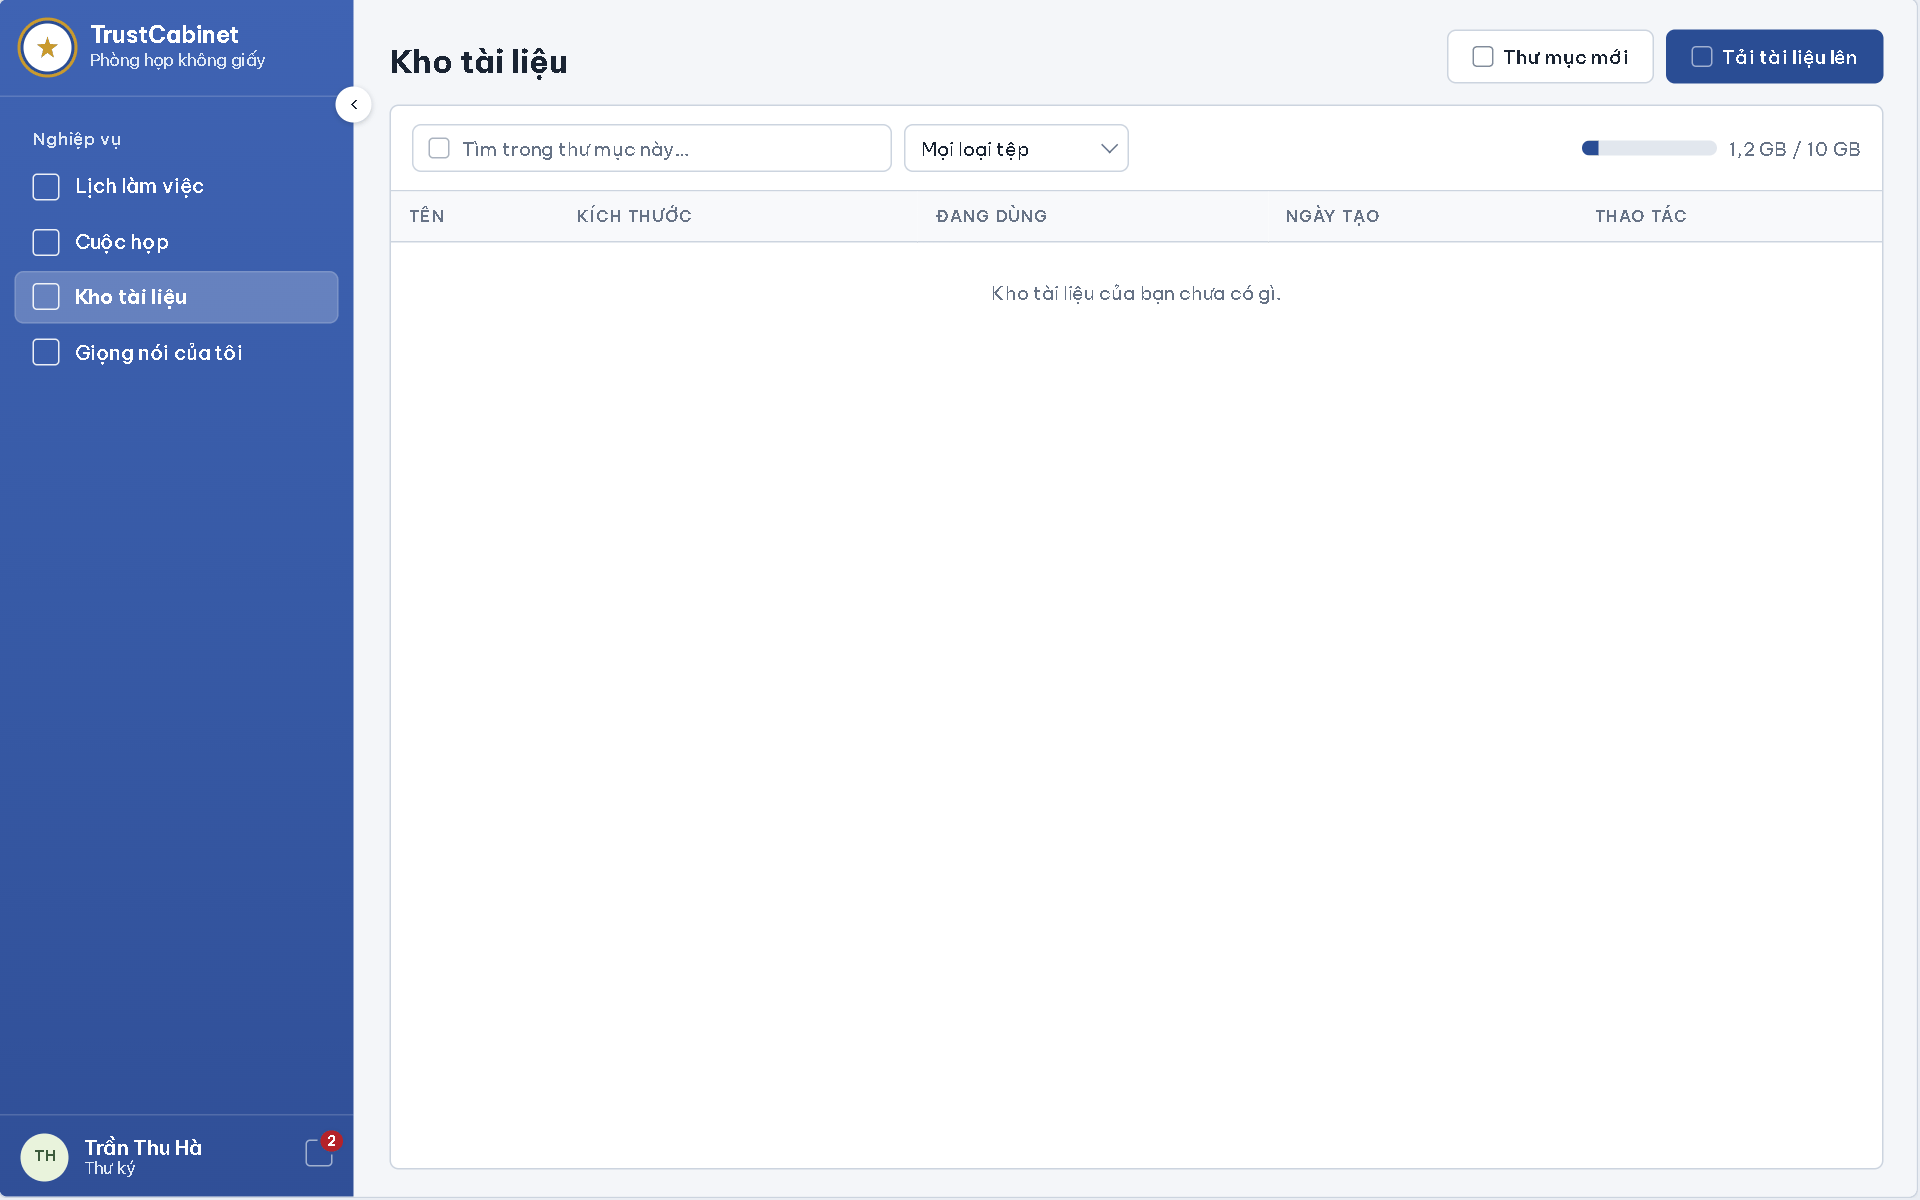 TrustCabinet
Phòng họp không giấy
Nghiệp vụ
Lịch làm việc
Cuộc họp
Kho tài liệu
Giọng nói của tôi
TH
Trần Thu Hà
Thư ký
2
Kho tài liệu
Thư mục mới
Tải tài liệu lên
Tìm trong thư mục này...
Mọi loại tệp
1,2 GB / 10 GB
TÊN KÍCH THƯỚC ĐANG DÙNG NGÀY TẠO THAO TÁC
Kho tài liệu của bạn chưa có gì.